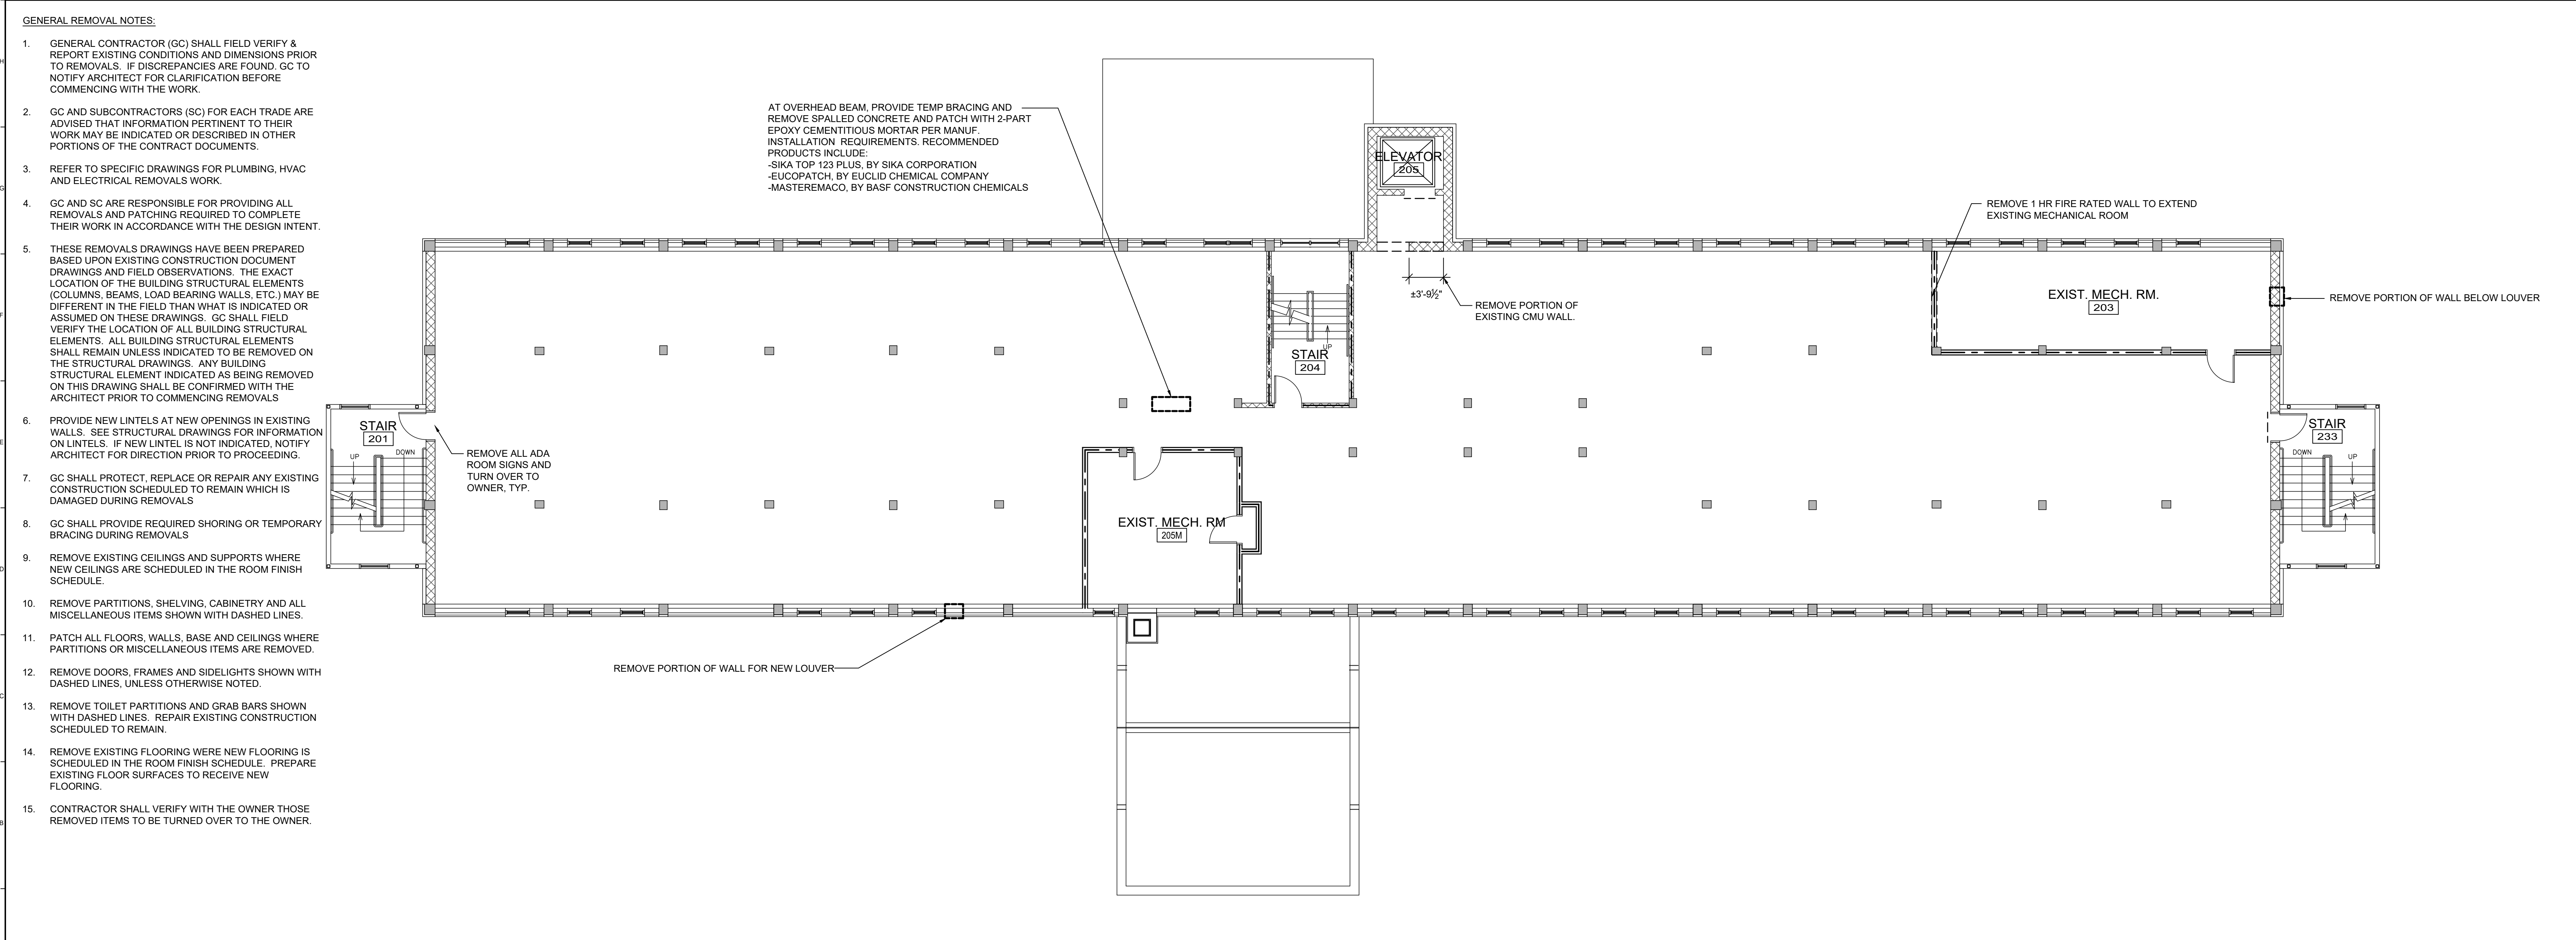 GENERAL REMOVAL NOTES:
1. GENERAL CONTRACTOR (GC) SHALL FIELD VERIFY &
REPORT EXISTING CONDITIONS AND DIMENSIONS PRIOR
TO REMOVALS. IF DISCREPANCIES ARE FOUND. GC TO
NOTIFY ARCHITECT FOR CLARIFICATION BEFORE
COMMENCING WITH THE WORK.
2. GC AND SUBCONTRACTORS (SC) FOR EACH TRADE ARE
ADVISED THAT INFORMATION PERTINENT TO THEIR
WORK MAY BE INDICATED OR DESCRIBED IN OTHER
PORTIONS OF THE CONTRACT DOCUMENTS.
3. REFER TO SPECIFIC DRAWINGS FOR PLUMBING, HVAC
AND ELECTRICAL REMOVALS WORK.
4. GC AND SC ARE RESPONSIBLE FOR PROVIDING ALL
REMOVALS AND PATCHING REQUIRED TO COMPLETE
THEIR WORK IN ACCORDANCE WITH THE DESIGN INTENT.
5. THESE REMOVALS DRAWINGS HAVE BEEN PREPARED
BASED UPON EXISTING CONSTRUCTION DOCUMENT
DRAWINGS AND FIELD OBSERVATIONS. THE EXACT
LOCATION OF THE BUILDING STRUCTURAL ELEMENTS
(COLUMNS, BEAMS, LOAD BEARING WALLS, ETC.) MAY BE
DIFFERENT IN THE FIELD THAN WHAT IS INDICATED OR
ASSUMED ON THESE DRAWINGS. GC SHALL FIELD
VERIFY THE LOCATION OF ALL BUILDING STRUCTURAL
ELEMENTS. ALL BUILDING STRUCTURAL ELEMENTS
SHALL REMAIN UNLESS INDICATED TO BE REMOVED ON
THE STRUCTURAL DRAWINGS. ANY BUILDING
STRUCTURAL ELEMENT INDICATED AS BEING REMOVED
ON THIS DRAWING SHALL BE CONFIRMED WITH THE
ARCHITECT PRIOR TO COMMENCING REMOVALS
6. PROVIDE NEW LINTELS AT NEW OPENINGS IN EXISTING
WALLS. SEE STRUCTURAL DRAWINGS FOR INFORMATION
ON LINTELS. IF NEW LINTEL IS NOT INDICATED, NOTIFY
ARCHITECT FOR DIRECTION PRIOR TO PROCEEDING.
7. GC SHALL PROTECT, REPLACE OR REPAIR ANY EXISTING
CONSTRUCTION SCHEDULED TO REMAIN WHICH IS
DAMAGED DURING REMOVALS
8. GC SHALL PROVIDE REQUIRED SHORING OR TEMPORARY
BRACING DURING REMOVALS
9. REMOVE EXISTING CEILINGS AND SUPPORTS WHERE
NEW CEILINGS ARE SCHEDULED IN THE ROOM FINISH
SCHEDULE.
10. REMOVE PARTITIONS, SHELVING, CABINETRY AND ALL
MISCELLANEOUS ITEMS SHOWN WITH DASHED LINES.
11. PATCH ALL FLOORS, WALLS, BASE AND CEILINGS WHERE
PARTITIONS OR MISCELLANEOUS ITEMS ARE REMOVED.
12. REMOVE DOORS, FRAMES AND SIDELIGHTS SHOWN WITH
DASHED LINES, UNLESS OTHERWISE NOTED.
13. REMOVE TOILET PARTITIONS AND GRAB BARS SHOWN
WITH DASHED LINES. REPAIR EXISTING CONSTRUCTION
SCHEDULED TO REMAIN.
14. REMOVE EXISTING FLOORING WERE NEW FLOORING IS
SCHEDULED IN THE ROOM FINISH SCHEDULE. PREPARE
EXISTING FLOOR SURFACES TO RECEIVE NEW
FLOORING.
15. CONTRACTOR SHALL VERIFY WITH THE OWNER THOSE
REMOVED ITEMS TO BE TURNED OVER TO THE OWNER.
H
G
F
E
D
C
B
AT OVERHEAD BEAM, PROVIDE TEMP BRACING AND
REMOVE SPALLED CONCRETE AND PATCH WITH 2-PART
EPOXY CEMENTITIOUS MORTAR PER MANUF.
INSTALLATION REQUIREMENTS. RECOMMENDED
PRODUCTS INCLUDE:
-SIKA TOP 123 PLUS, BY SIKA CORPORATION
-EUCOPATCH, BY EUCLID CHEMICAL COMPANY
-MASTEREMACO, BY BASF CONSTRUCTION CHEMICALS
ELEVATOR
205
REMOVE 1 HR FIRE RATED WALL TO EXTEND
EXISTING MECHANICAL ROOM
±3'-9½"
REMOVE PORTION OF
EXISTING CMU WALL.
EXIST. MECH. RM.
203
REMOVE PORTION OF WALL BELOW LOUVER
UP
STAIR
204
STAIR
201
UP
DOWN
REMOVE ALL ADA
ROOM SIGNS AND
TURN OVER TO
OWNER, TYP.
STAIR
233
DOWN
UP
EXIST. MECH. RM
205M
REMOVE PORTION OF WALL FOR NEW LOUVER